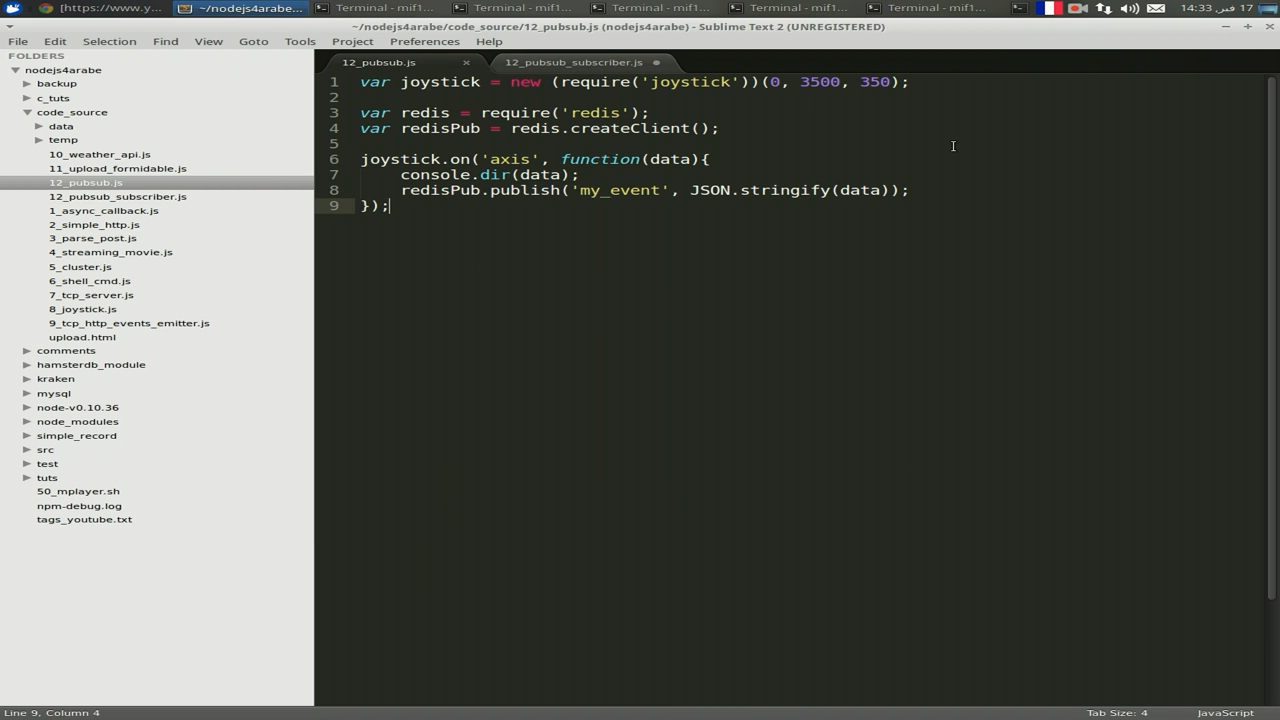 [https://www.y...
~/nodejs4arabe...
Terminal - mif1...
Terminal - mif1...
Terminal - mif1...
Terminal - mif1...
Terminal - mif1...
14:33 فبر, 17
~/nodejs4arabe/code_source/12_pubsub.js (nodejs4arabe) - Sublime Text 2 (UNREGISTERED)
File Edit Selection Find View Goto Tools Project Preferences Help
FOLDERS
nodejs4arabe
backup
c_tuts
code_source
data
temp
10_weather_api.js
11_upload_formidable.js
12_pubsub.js
12_pubsub_subscriber.js
1_async_callback.js
2_simple_http.js
3_parse_post.js
4_streaming_movie.js
5_cluster.js
6_shell_cmd.js
7_tcp_server.js
8_joystick.js
9_tcp_http_events_emitter.js
upload.html
comments
hamsterdb_module
kraken
mysql
node-v0.10.36
node_modules
simple_record
src
test
tuts
50_mplayer.sh
npm-debug.log
tags_youtube.txt
12_pubsub.js
12_pubsub_subscriber.js
1 var joystick = new (require('joystick'))(0, 3500, 350);
2
3 var redis = require('redis');
4 var redisPub = redis.createClient();
5
6 joystick.on('axis', function(data){
7 console.dir(data);
8 redisPub.publish('my_event', JSON.stringify(data));
9 });
Line 9, Column 4
Tab Size: 4
JavaScript